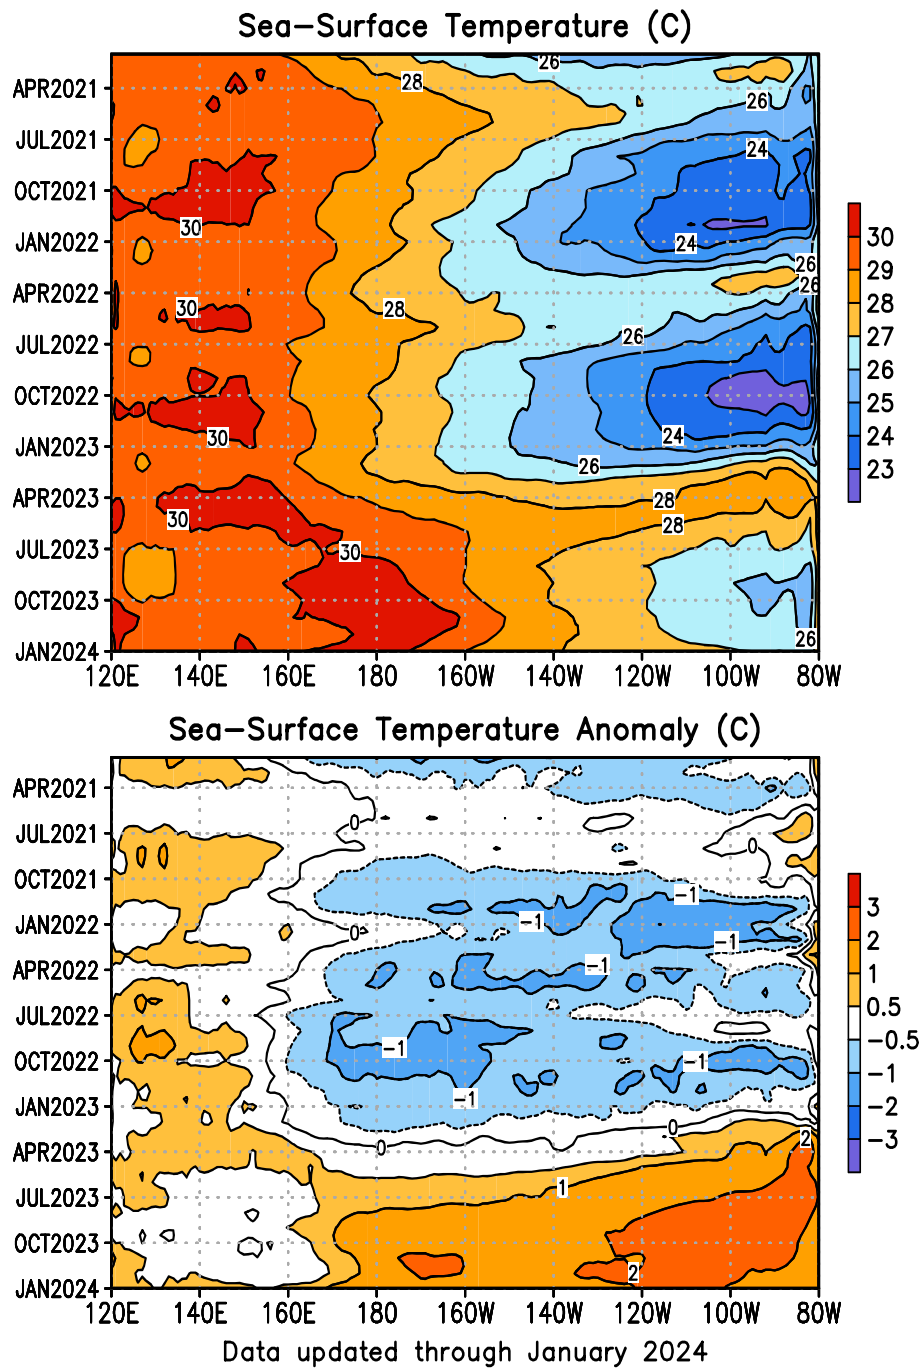 Sea-Surface Temperature (C)
26
28
APR2021
26
JUL2021
24
OCT2021
30
JAN2022
24
26
26
APR2022
30
28
26
JUL2022
OCT2022
30
24
JAN2023
26
APR2023
28
30
28
30
JUL2023
OCT2023
26
JAN2024
120E 140E 160E 180 160W 140W 120W 100W 80W
30
29
28
27
26
25
24
23
Sea-Surface Temperature Anomaly (C)
APR2021
0
JUL2021
0
OCT2021
-1
-1
JAN2022
0
-1
APR2022
-1
JUL2022
-1
OCT2022
-1
-1
JAN2023
0
2
APR2023
0
1
JUL2023
OCT2023
2
JAN2024
120E 140E 160E 180 160W 140W 120W 100W 80W
3
2
1
0.5
-0.5
-1
-2
-3
Data updated through January 2024